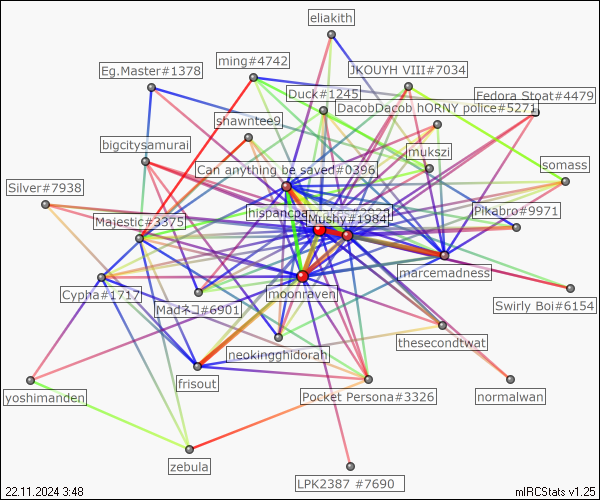 eliakith
ming#4742
Eg.Master#1378
JKOUYH VIII#7034
Duck#1245
Fedora Stoat#4479
DacobDacob hORNY police#5271
shawntee9
bigcitysamurai
mukszi
Can anything be saved#0396
somass
Silver#7938
hispancpa
Mushy#1984
Pikabro#9971
Majestic#3375
marcemadness
Cypha#1717
moonraven
Madネコ#6901
Swirly Boi#6154
thesecondtwat
neokingghidorah
frisout
yoshimanden
Pocket Persona#3326
normalwan
zebula
LPK2387 #7690
22.11.2024 3:48
mIRCStats v1.25